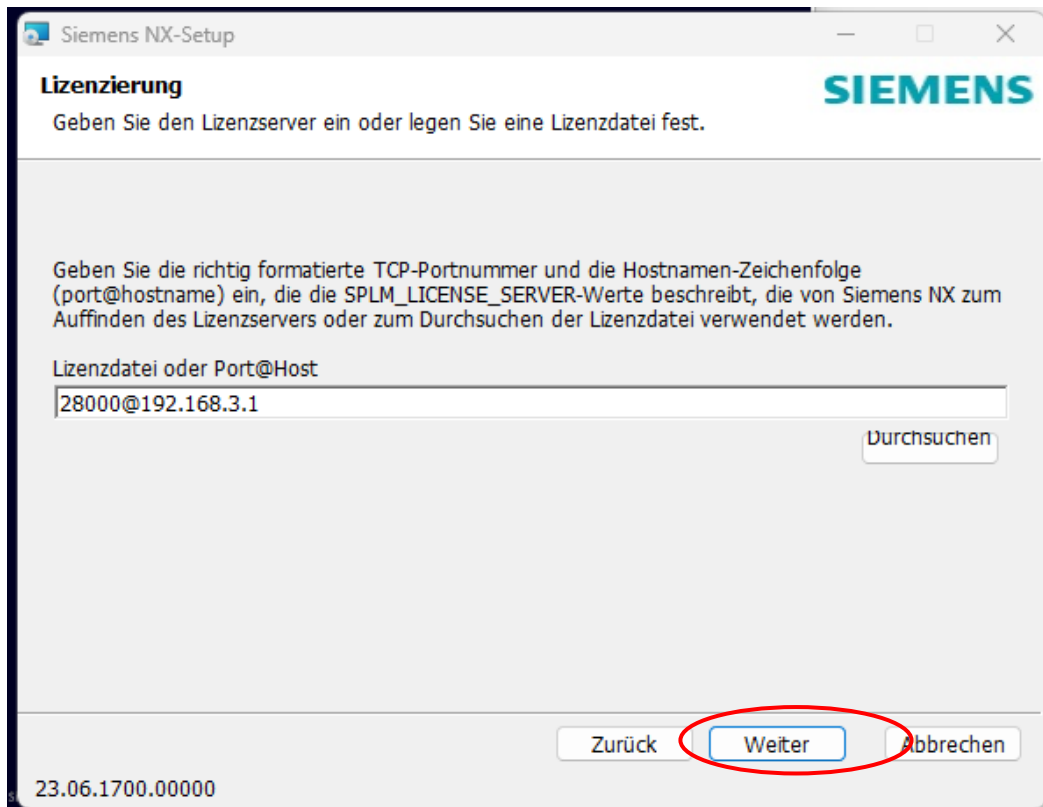 Siemens NX-Setup
Lizenzierung
SIEMENS
Geben Sie den Lizenzserver ein oder legen Sie eine Lizenzdatei fest.
Geben Sie die richtig formatierte TCP-Portnummer und die Hostnamen-Zeichenfolge
(port@hostname) ein, die die SPLM_LICENSE_SERVER-Werte beschreibt, die von Siemens NX zum
Auffinden des Lizenzservers oder zum Durchsuchen der Lizenzdatei verwendet werden.
Lizenzdatei oder Port@Host
28000@192.168.3.1
Durchsuchen
Zurück Weiter Abbrechen
23.06.1700.00000